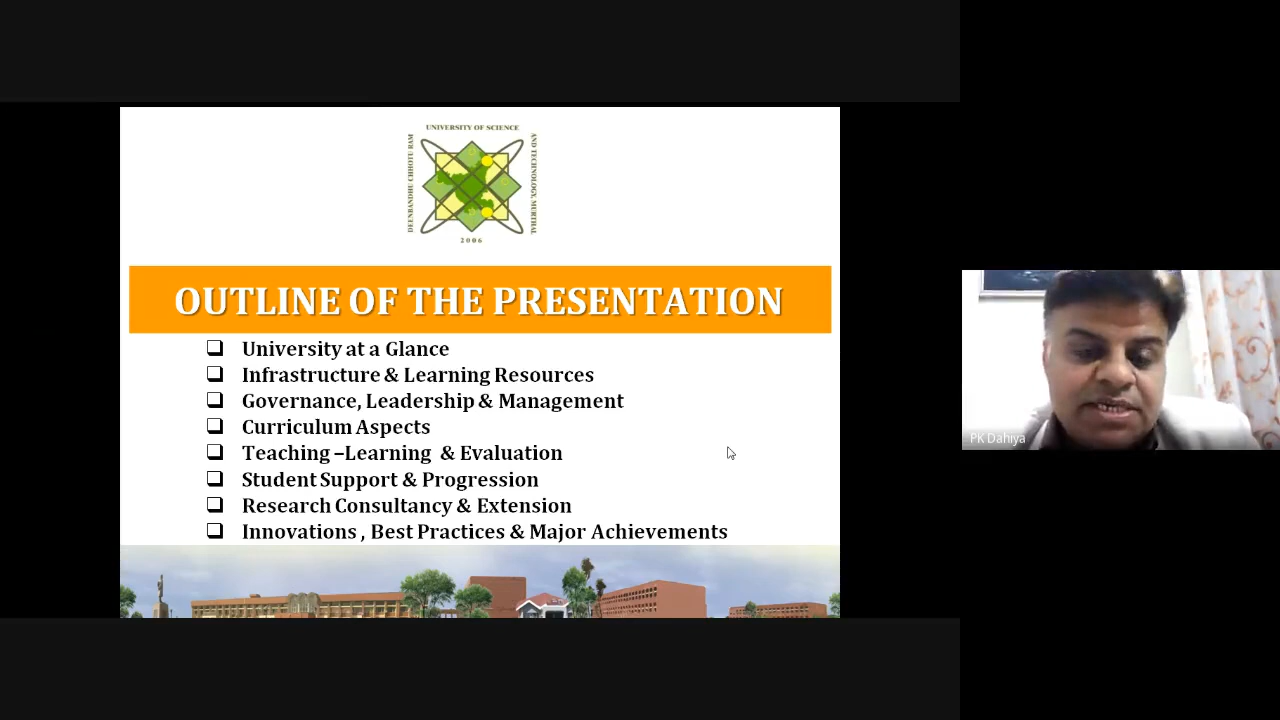 UNIVERSITY OF SCIENCE
DEENBANDHU CHHOTU RAM
AND TECHNOLOGY, MURTHAL
2006
OUTLINE OF THE PRESENTATION
University at a Glance
Infrastructure & Learning Resources
Governance, Leadership & Management
Curriculum Aspects
Teaching –Learning & Evaluation
Student Support & Progression
Research Consultancy & Extension
Innovations , Best Practices & Major Achievements
PK Dahiya